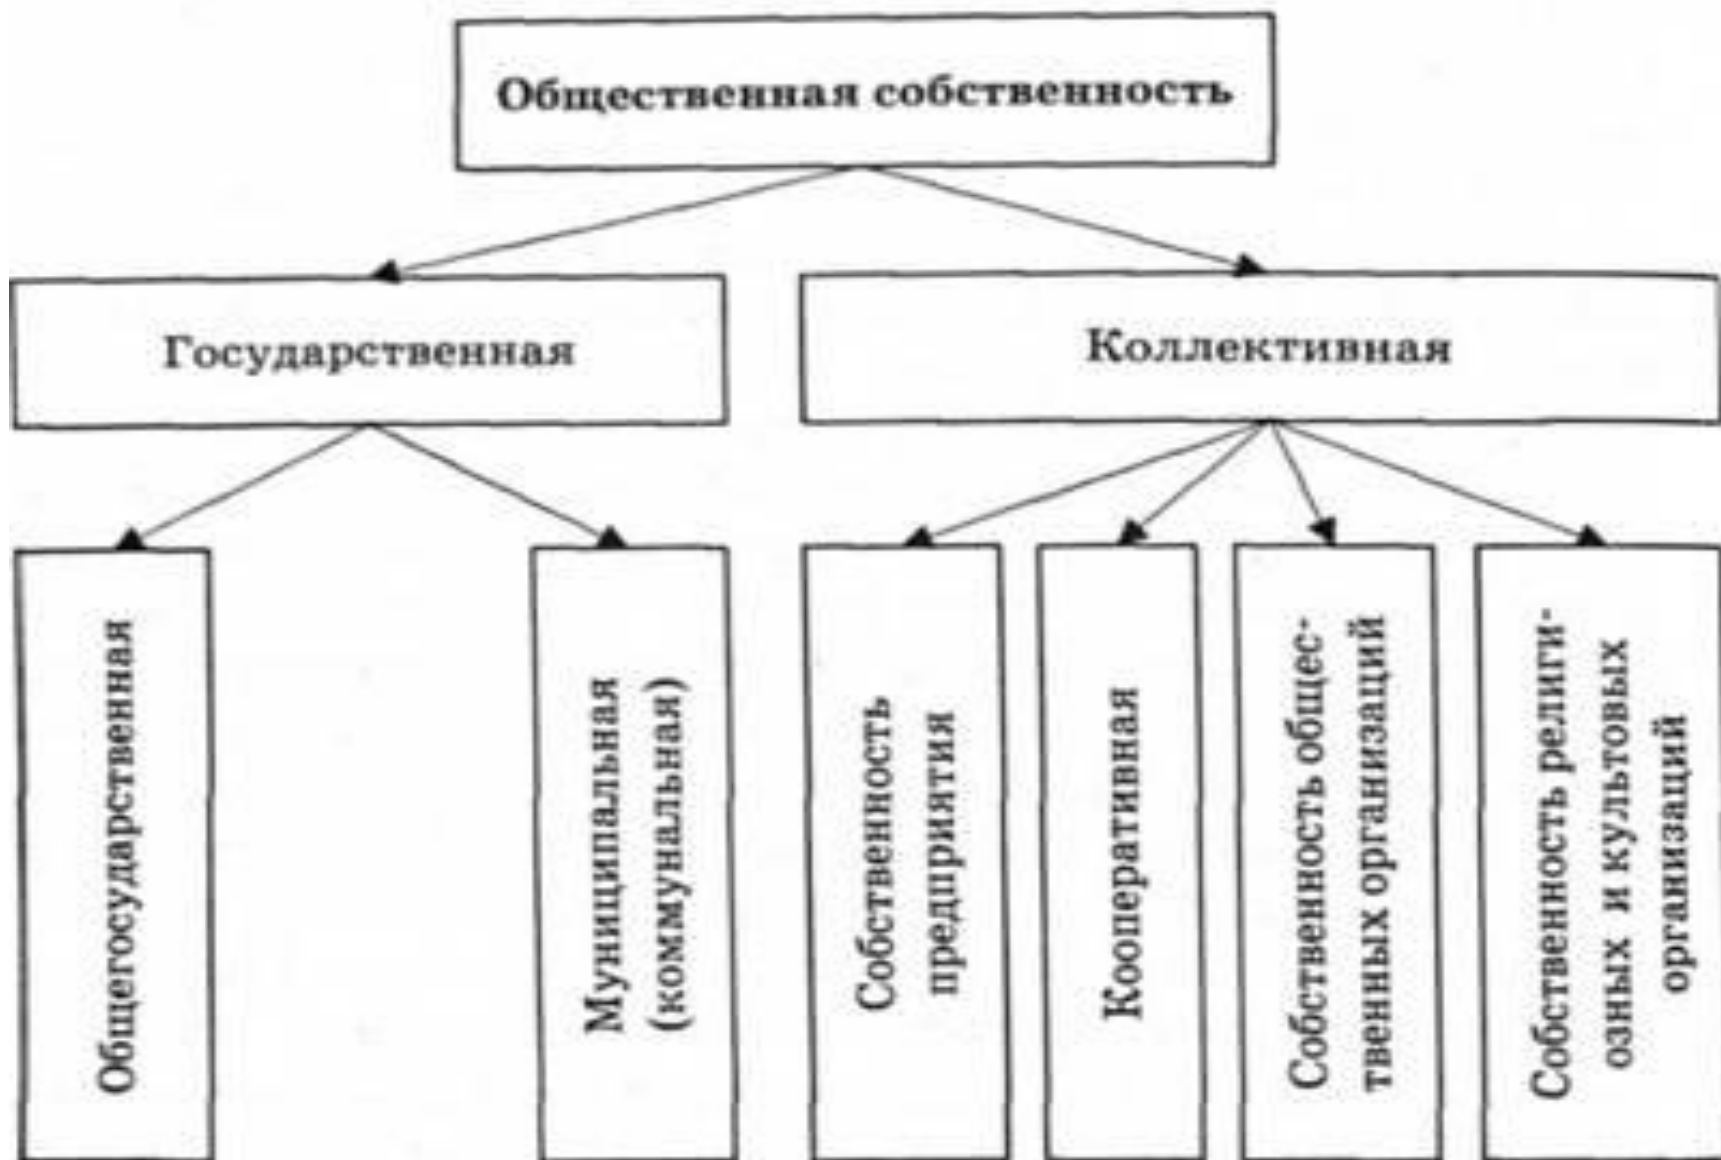 Общественная собственность
Государственная
Коллективная
Общегосударственная
Муниципальная
(коммунальная)
Собственность
предприятия
Кооперативная
Собственность общес-
твенных организаций
Собственность религи-
озных и культовых
организаций